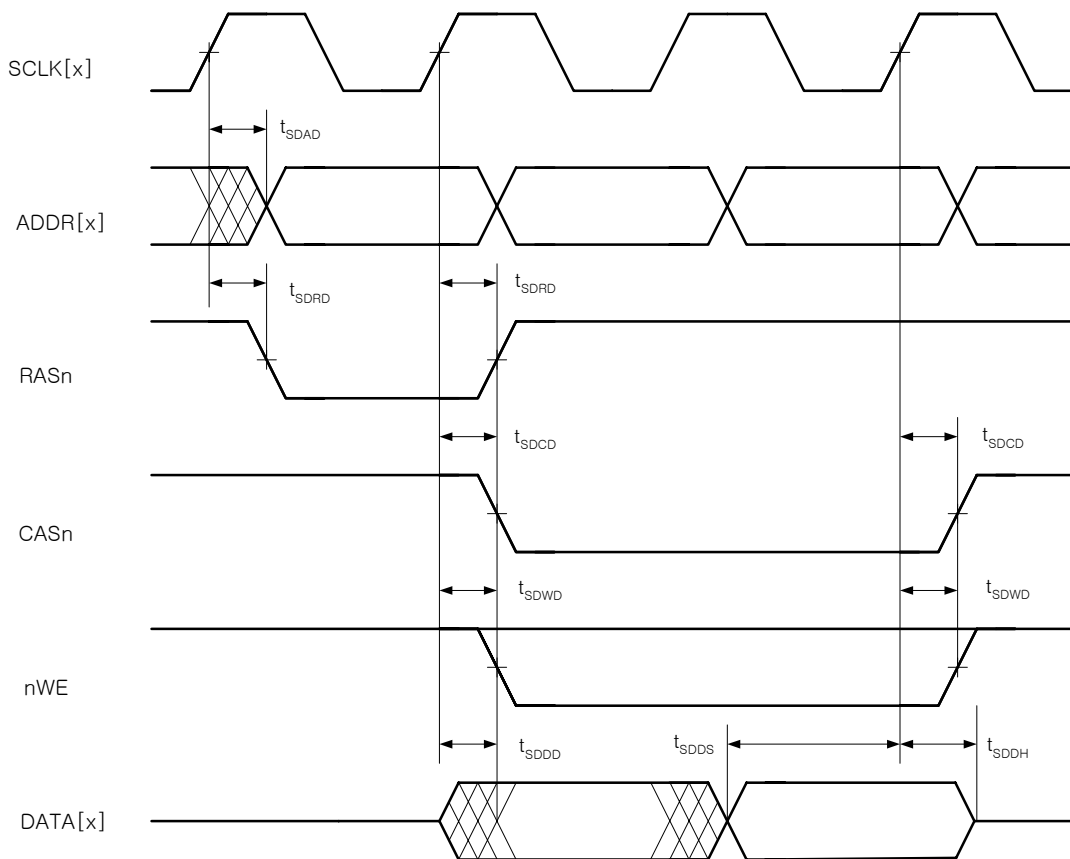 SCLK[x]
tSDAD
ADDR[x]
tSDRD tSDRD
RASn
tSDCD tSDCD
CASn
tSDWD tSDWD
nWE
tSDDD tSDDS tSDDH
DATA[x]